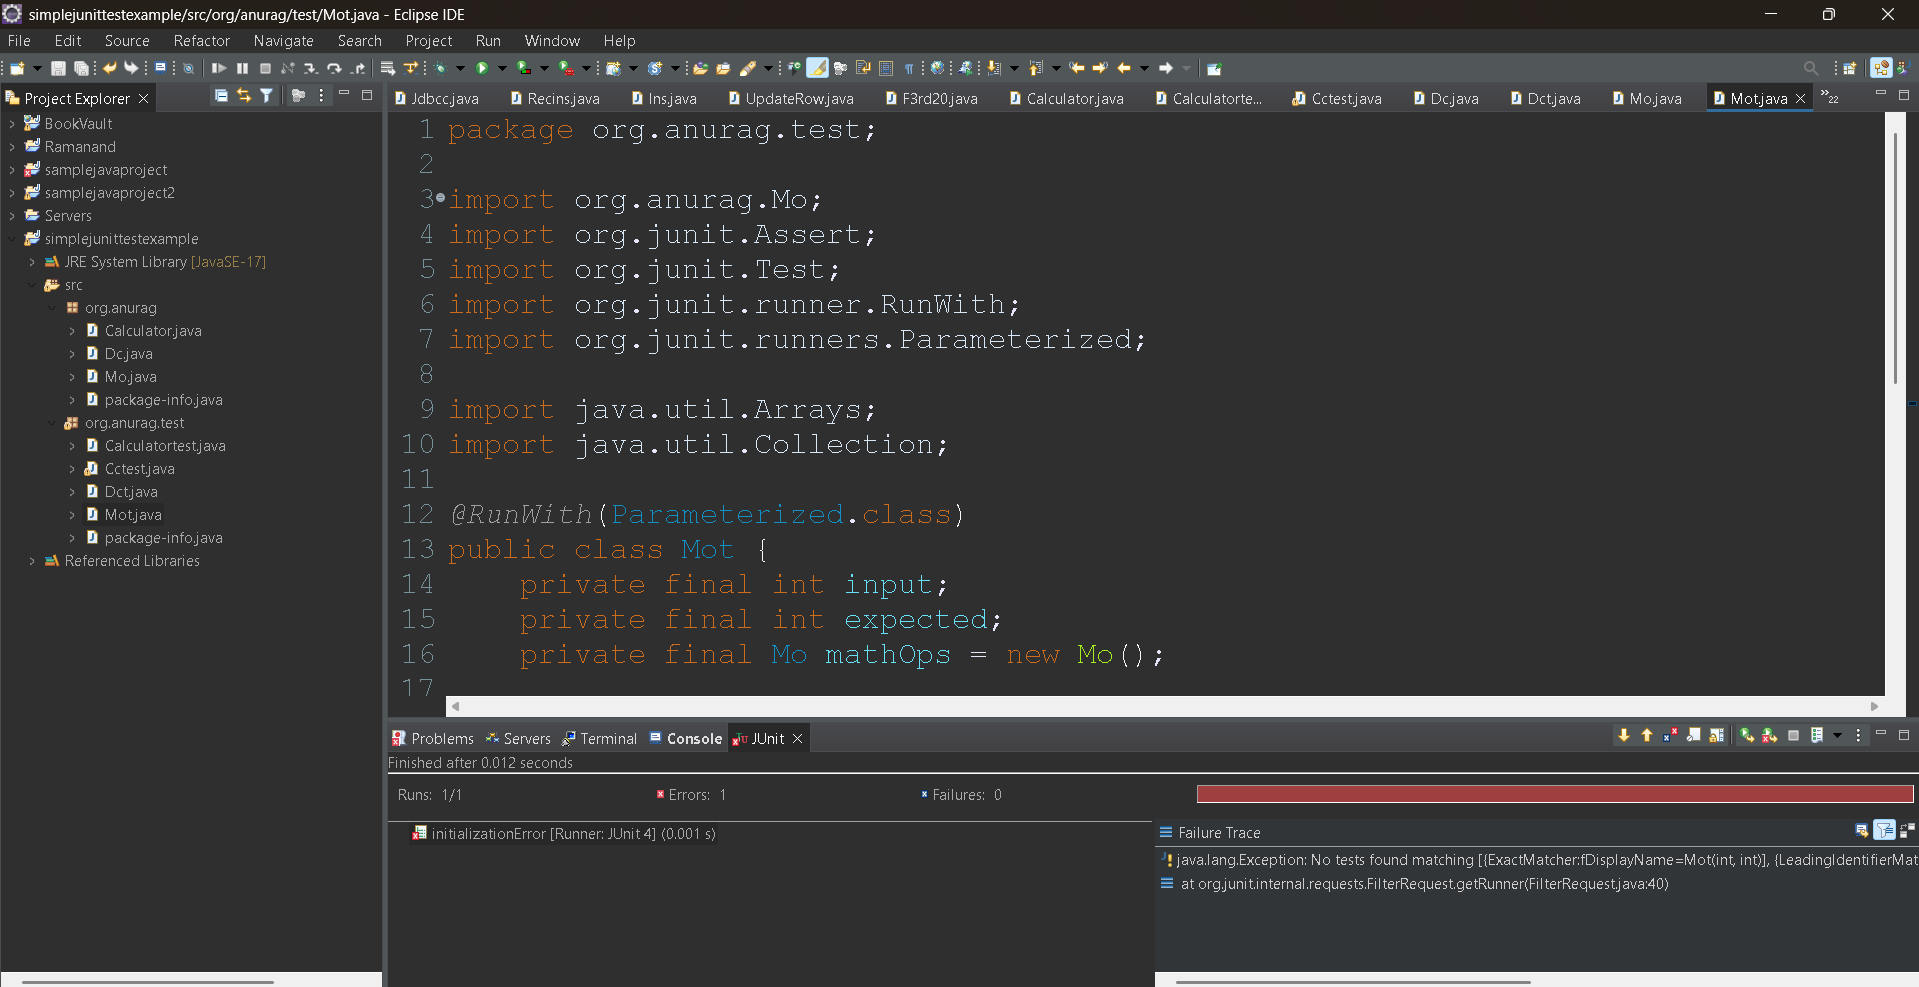 simplejunittestexample/src/org/anurag/test/Mot.java - Eclipse IDE
File Edit Source Refactor Navigate Search Project Run Window Help
Project Explorer
BookVault
Ramanand
samplejavaproject
samplejavaproject2
Servers
simplejunittestexample
JRE System Library [JavaSE-17]
src
org.anurag
Calculator.java
Dc.java
Mo.java
package-info.java
org.anurag.test
Calculatortest.java
Cctest.java
Dct.java
Mot.java
package-info.java
Referenced Libraries
Jdbcc.java Recins.java Ins.java UpdateRow.java F3rd20.java Calculator.java Calculatorte... Cctest.java Dc.java Dct.java Mo.java Mot.java »22
1 package org.anurag.test;
2
3 import org.anurag.Mo;
4 import org.junit.Assert;
5 import org.junit.Test;
6 import org.junit.runner.RunWith;
7 import org.junit.runners.Parameterized;
8
9 import java.util.Arrays;
10 import java.util.Collection;
11
12 @RunWith(Parameterized.class)
13 public class Mot {
14 private final int input;
15 private final int expected;
16 private final Mo mathOps = new Mo();
17
Problems Servers Terminal Console JUnit
Finished after 0.012 seconds
Runs: 1/1 Errors: 1 Failures: 0
initializationError [Runner: JUnit 4] (0.001 s)
Failure Trace
java.lang.Exception: No tests found matching [{ExactMatcher:fDisplayName=Mot(int, int)], {LeadingIdentifierMat
at org.junit.internal.requests.FilterRequest.getRunner(FilterRequest.java:40)